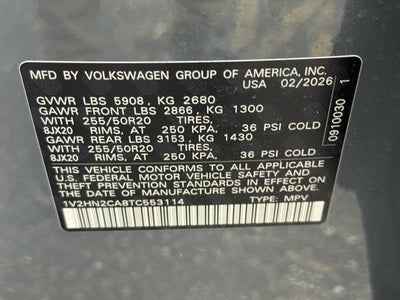 MFD BY VOLKSWAGEN GROUP OF AMERICA, INC.
USA 02/2026
GVWR LBS 5908, KG 2680
GAWR FRONT LBS 2866, KG 1300
WITH 255/50R20 TIRES,
8JX20 RIMS, AT 250 KPA, 36 PSI COLD
GAWR REAR LBS 3153, KG 1430
WITH 255/50R20 TIRES,
8JX20 RIMS, AT 250 KPA, 36 PSI COLD
THIS VEHICLE CONFORMS TO ALL APPLICABLE
U.S. FEDERAL MOTOR VEHICLE SAFETY AND
THEFT PREVENTION STANDARDS IN EFFECT ON THE
DATE OF MANUFACTURE SHOWN ABOVE.
1V2HN2CA8TC553114 TYPE: MPV
0910030 1